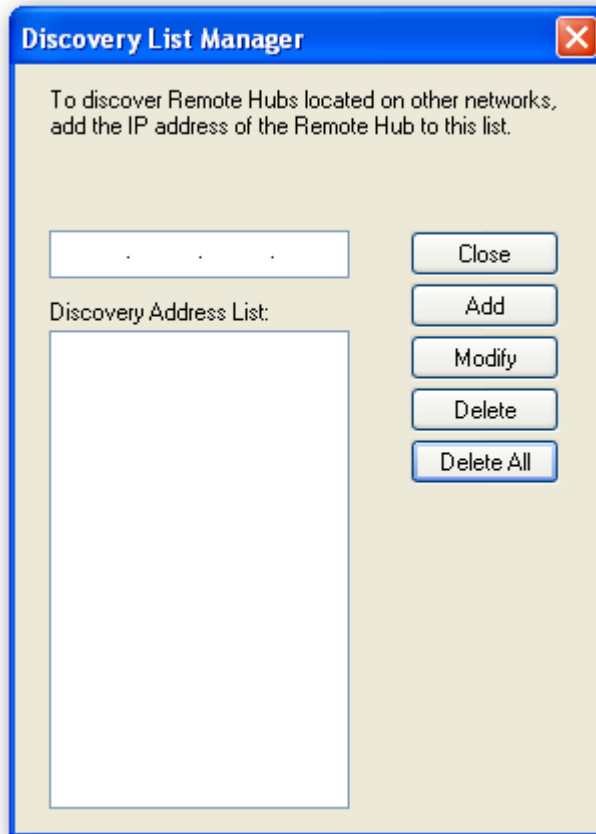 Discovery List Manager
To discover Remote Hubs located on other networks,
add the IP address of the Remote Hub to this list.
. . .
Close
Discovery Address List:
Add
Modify
Delete
Delete All